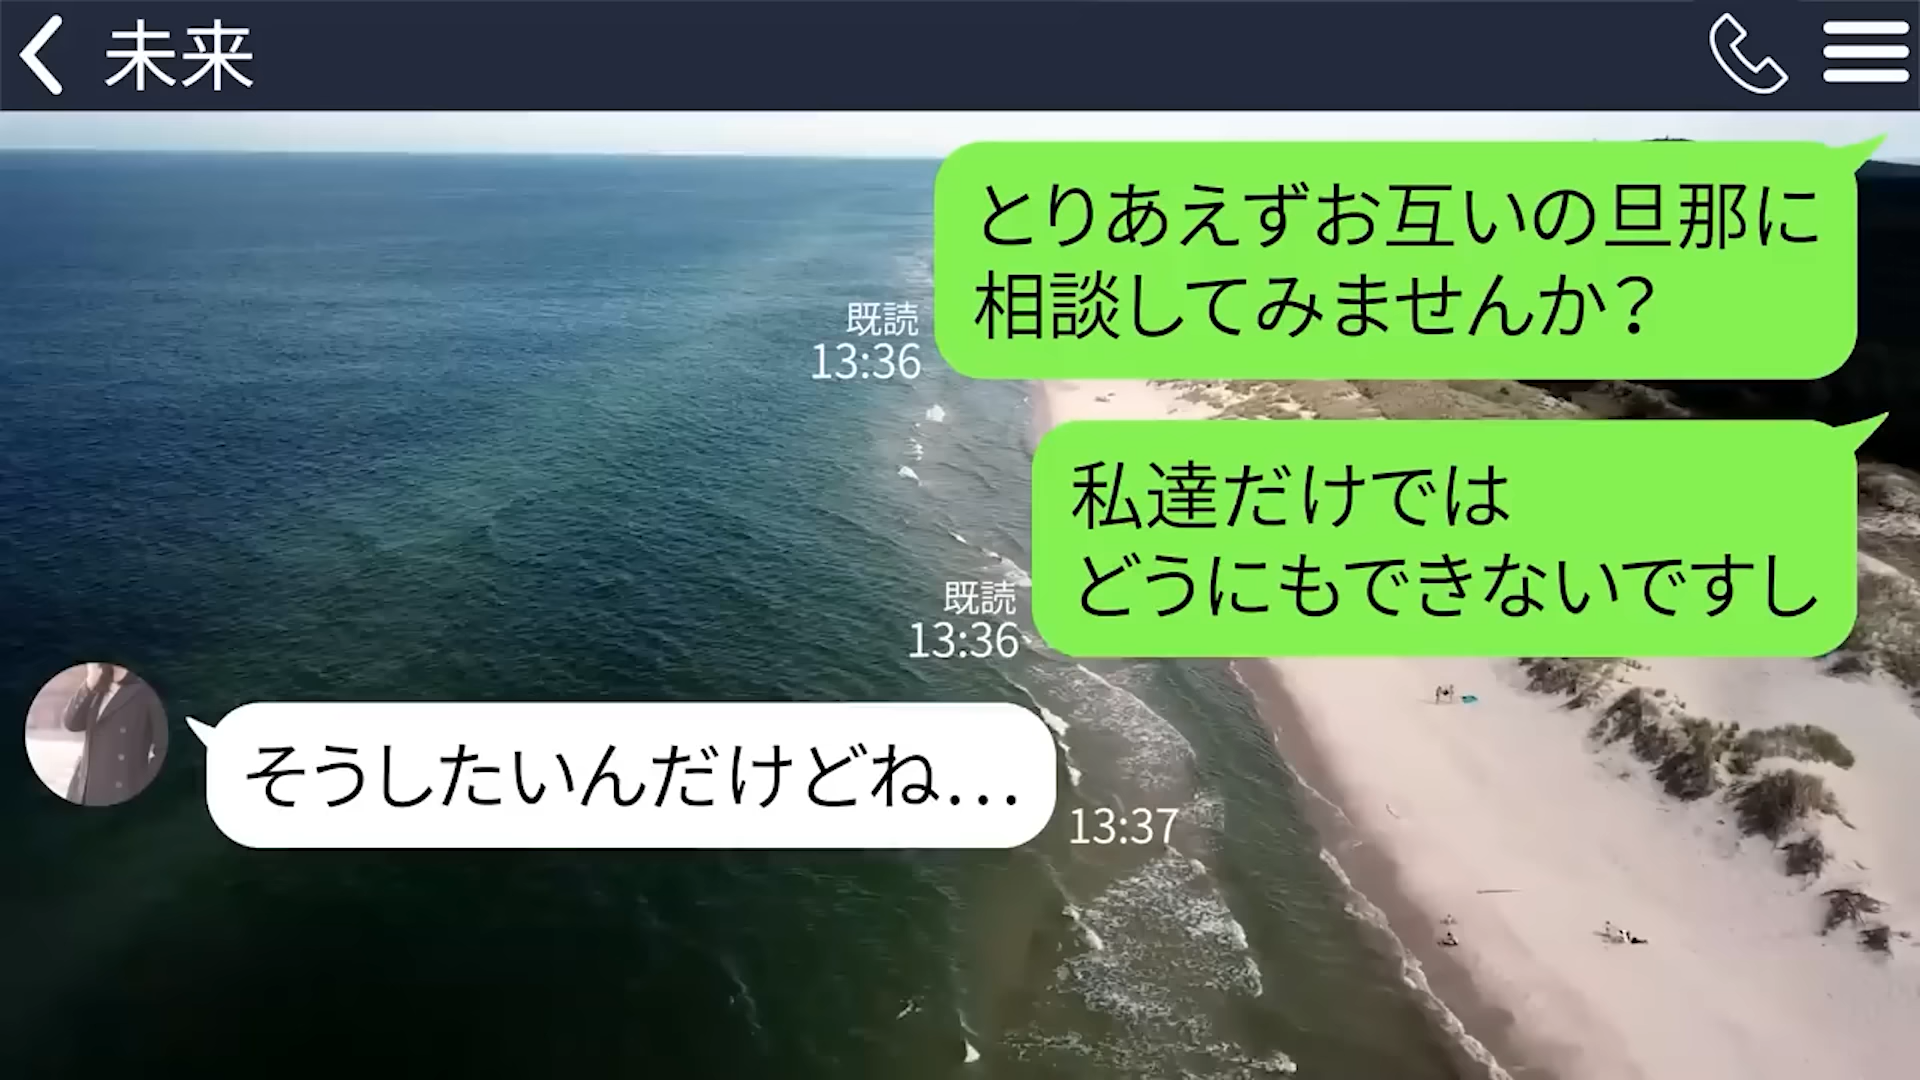 未来
とりあえずお互いの旦那に
相談してみませんか？
既読
13:36
私達だけでは
どうにもできないですし
既読
13:36
そうしたいんだけどね…
13:37